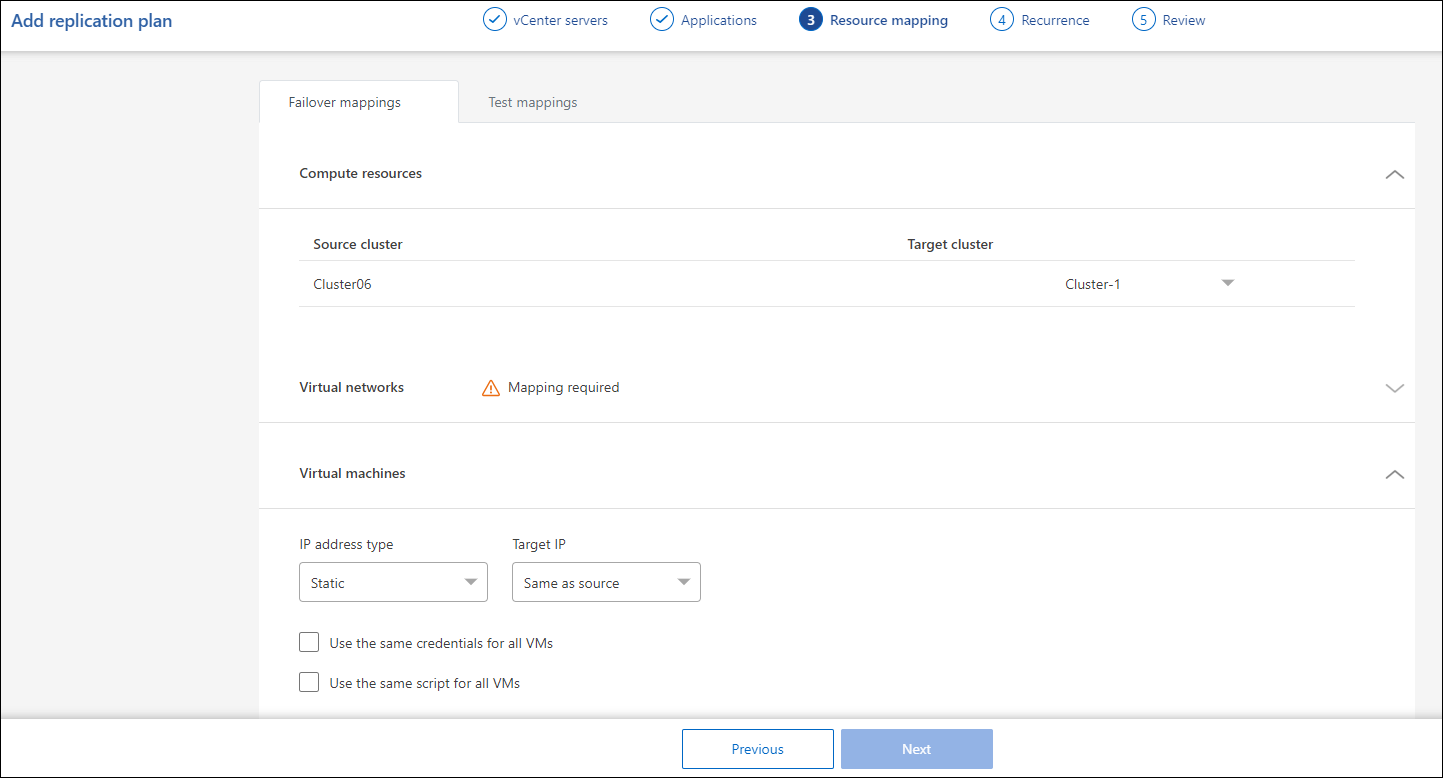 Add replication plan
vCenter servers
Applications
3 Resource mapping
4 Recurrence
5 Review
Failover mappings
Test mappings
Compute resources
Source cluster
Target cluster
Cluster06
Cluster-1
Virtual networks
Mapping required
Virtual machines
IP address type
Target IP
Static
Same as source
Use the same credentials for all VMs
Use the same script for all VMs
Previous
Next